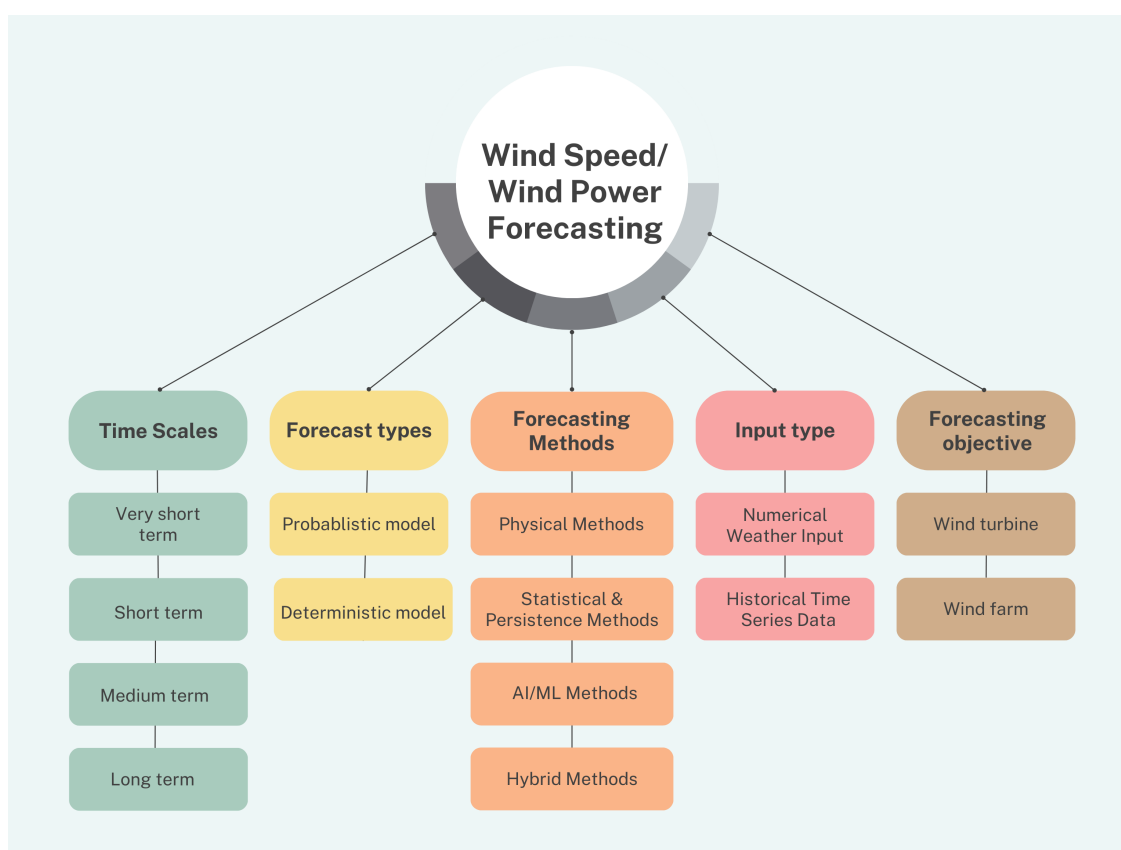 Wind Speed/
Wind Power
Forecasting
Time Scales
Very short
term
Short term
Medium term
Long term
Forecast types
Probablistic model
Deterministic model
Forecasting
Methods
Physical Methods
Statistical &
Persistence Methods
AI/ML Methods
Hybrid Methods
Input type
Numerical
Weather Input
Historical Time
Series Data
Forecasting
objective
Wind turbine
Wind farm